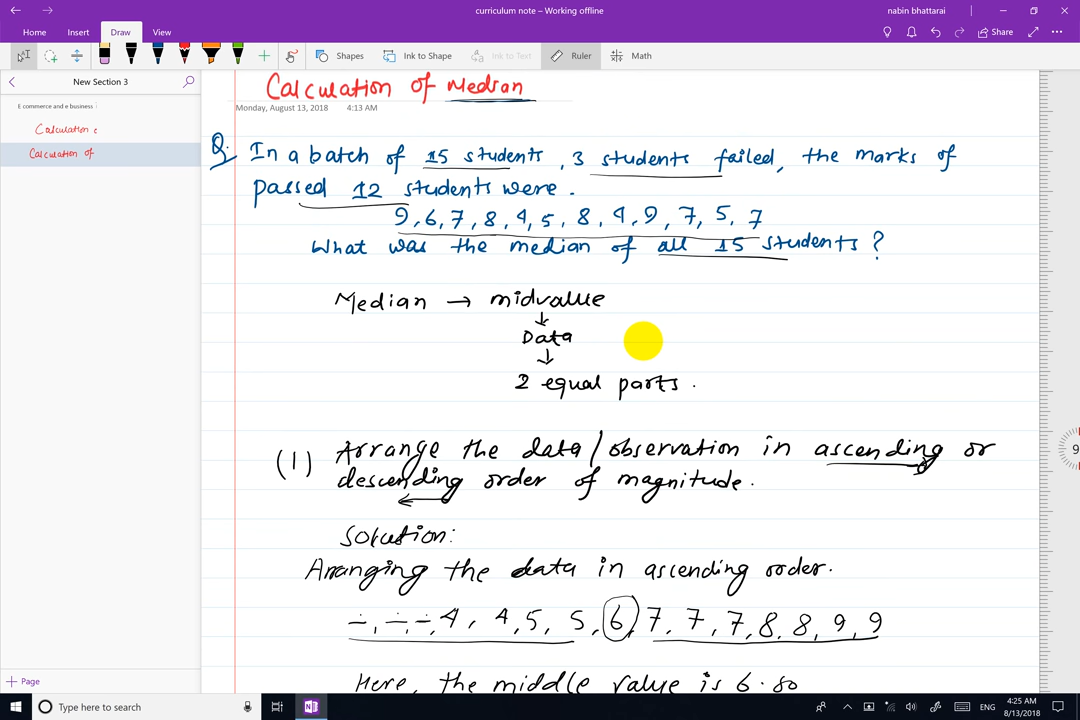 curriculum note – Working offline
nabin bhattarai
Home Insert Draw View
Share
Shapes Ink to Shape Ink to Text Ruler Math
New Section 3
E commerce and e business
Calculation c
Calculation of
Calculation of Median
Monday, August 13, 2018 4:13 AM
Q. In a batch of 15 students, 3 students failed, the marks of
passed 12 students were.
9, 6, 7, 8, 4, 5, 8, 4, 9, 7, 5, 7
What was the median of all 15 students?
Median → midvalue
↓
Data
↓
2 equal parts.
(1) Arrange the data/observation in ascending or
descending order of magnitude.
Solution:
Arranging the data in ascending order.
–, –, –, 4, 4, 5, 5, 6, 7, 7, 7, 8, 8, 9, 9
Here, the middle value is 6. so
9
+ Page
Type here to search
ENG
4:25 AM
8/13/2018